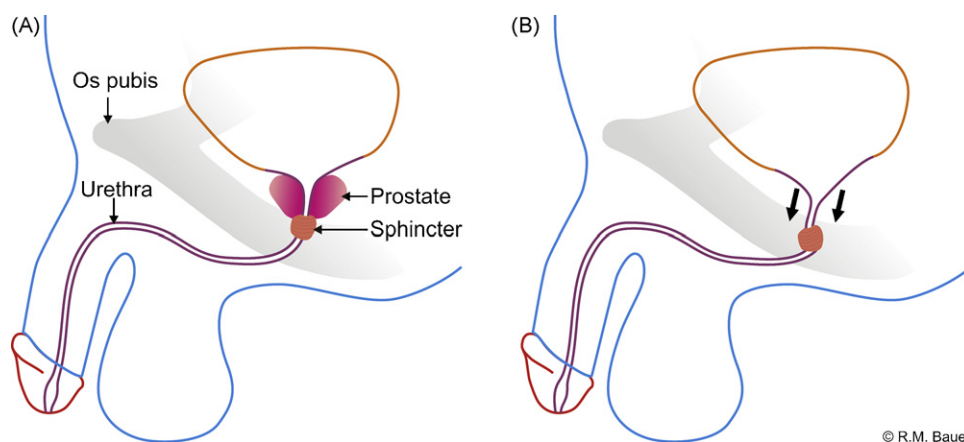 (A)
(B)
Os pubis
Urethra
Prostate
Sphincter
© R.M. Baue